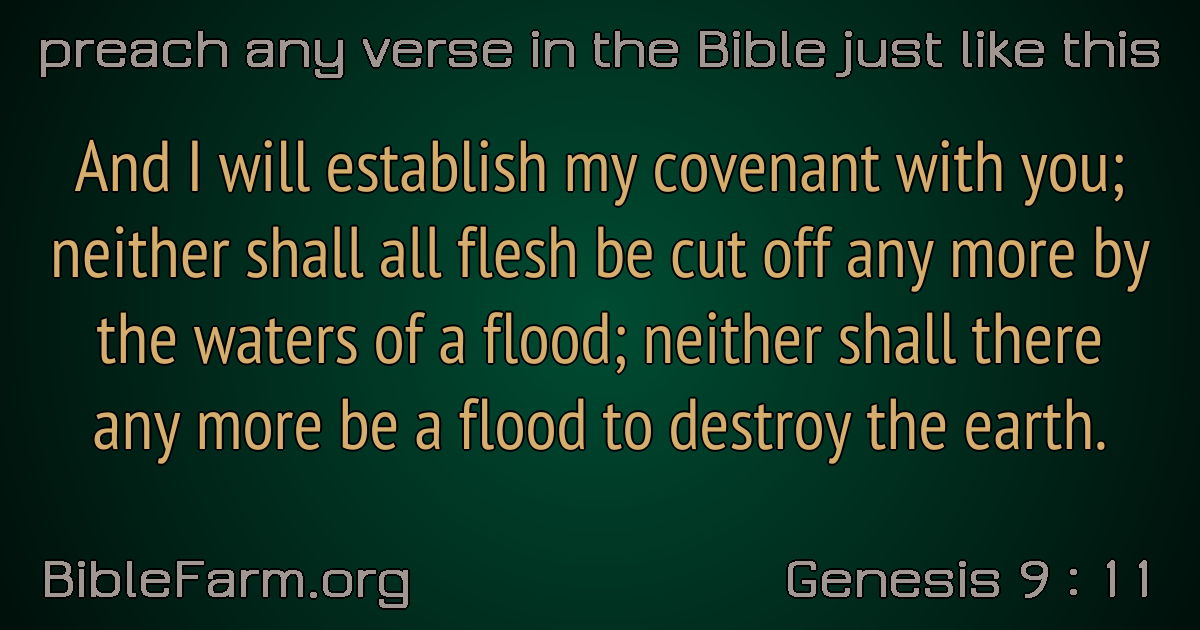 preach any verse in the Bible just like this
And I will establish my covenant with you;
neither shall all flesh be cut off any more by
the waters of a flood; neither shall there
any more be a flood to destroy the earth.
BibleFarm.org
Genesis 9 : 11